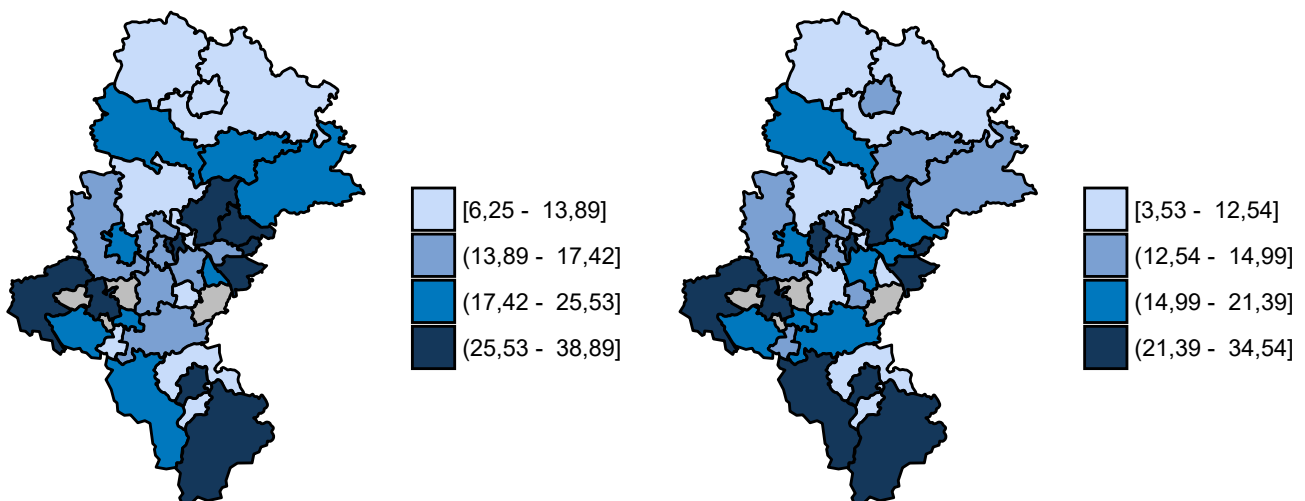 [6,25 - 13,89]
(13,89 - 17,42]
(17,42 - 25,53]
(25,53 - 38,89]
[3,53 - 12,54]
(12,54 - 14,99]
(14,99 - 21,39]
(21,39 - 34,54]